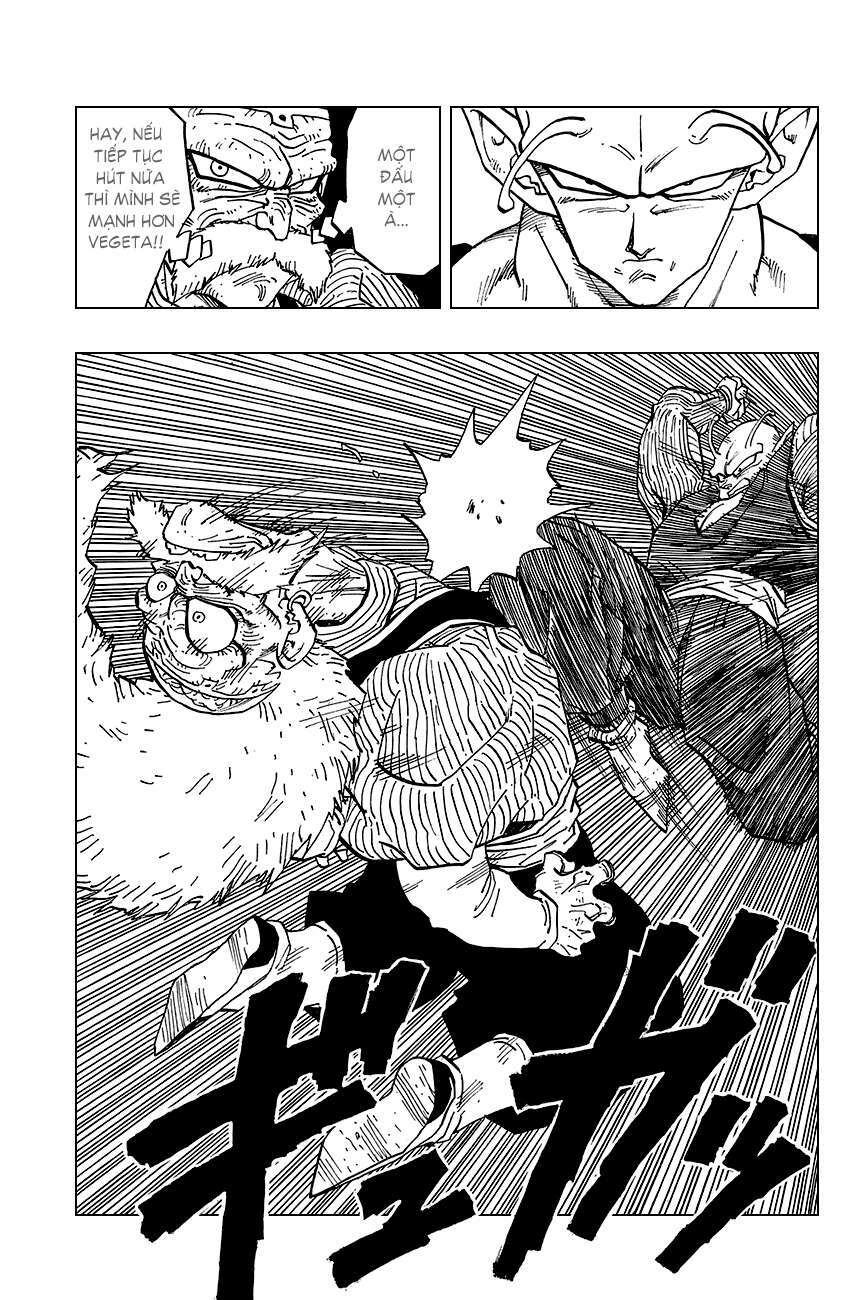 MỘT
ĐẤU
MỘT
À...
HAY, NẾU
TIẾP TỤC
HÚT NỮA
THÌ MÌNH SẼ
MẠNH HƠN
VEGETA!!
ギュガガッ